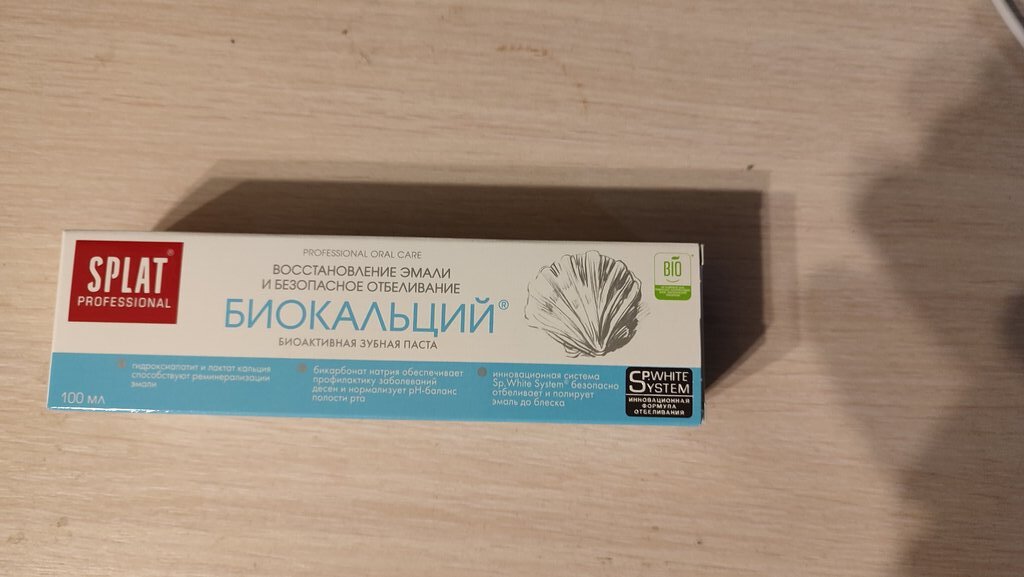 SPLAT®
PROFESSIONAL
PROFESSIONAL ORAL CARE
ВОССТАНОВЛЕНИЕ ЭМАЛИ
И БЕЗОПАСНОЕ ОТБЕЛИВАНИЕ
БИОКАЛЬЦИЙ®
БИОАКТИВНАЯ ЗУБНАЯ ПАСТА
BIO
гидроксиапатит и лактат кальция
способствуют реминерализации
эмали
100 мл
бикарбонат натрия обеспечивает
профилактику заболеваний
десен и нормализует pH-баланс
полости рта
инновационная система
Sp.White System® безопасно
отбеливает и полирует
эмаль до блеска
SP.WHITE
SYSTEM
ИННОВАЦИОННАЯ
ФОРМУЛА
ОТБЕЛИВАНИЯ